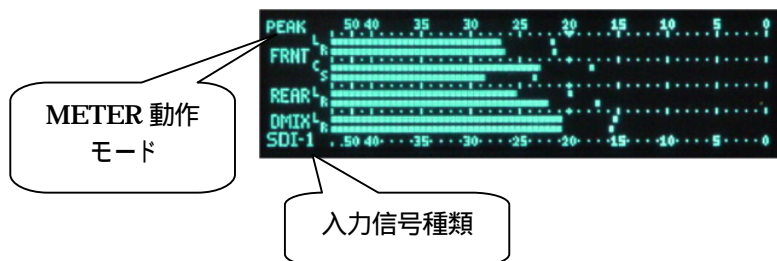 PEAK . 50 40 35 30 25 20 15 10 5 0
L
FRNT R
C
S
REAR L
R
DMIX L
R
SDI-1 . 50 40 35 30 25 20 15 10 5 0
METER 動作
モード
入力信号種類